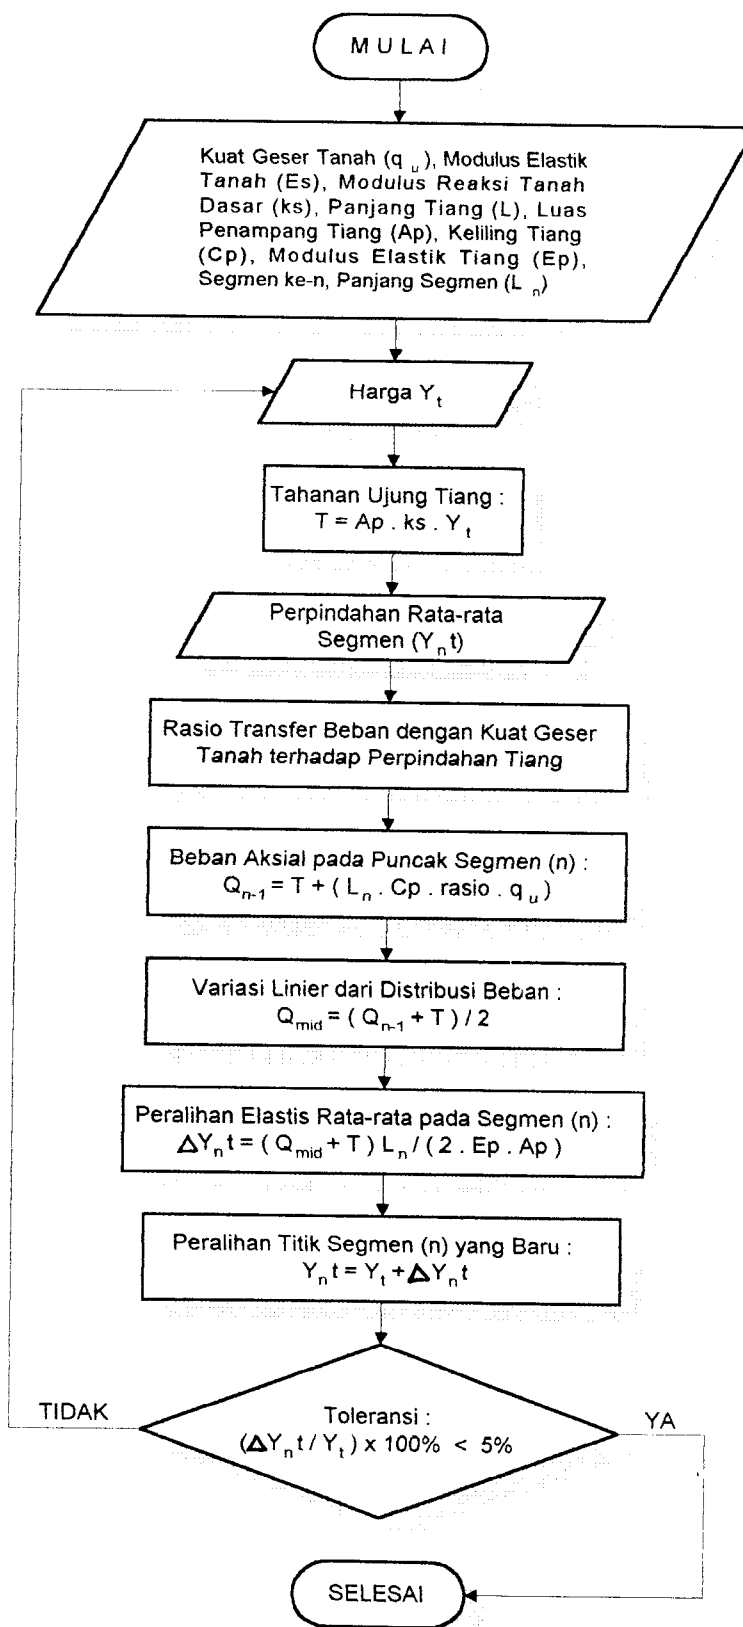 MULAI
Kuat Geser Tanah (q u), Modulus Elastik
Tanah (Es), Modulus Reaksi Tanah
Dasar (ks), Panjang Tiang (L), Luas
Penampang Tiang (Ap), Keliling Tiang
(Cp), Modulus Elastik Tiang (Ep),
Segmen ke-n, Panjang Segmen (L n)
Harga Y t
Tahanan Ujung Tiang :
T = Ap . ks . Y t
Perpindahan Rata-rata
Segmen (Y n t)
Rasio Transfer Beban dengan Kuat Geser
Tanah terhadap Perpindahan Tiang
Beban Aksial pada Puncak Segmen (n) :
Q n-1 = T + ( L n . Cp . rasio . q u )
Variasi Linier dari Distribusi Beban :
Q mid = ( Q n-1 + T ) / 2
Peralihan Elastis Rata-rata pada Segmen (n) :
Δ Y n t = ( Q mid + T ) L n / ( 2 . Ep . Ap )
Peralihan Titik Segmen (n) yang Baru :
Y n t = Y t + Δ Y n t
TIDAK
Toleransi :
(Δ Y n t / Y t ) x 100% < 5%
YA
SELESAI